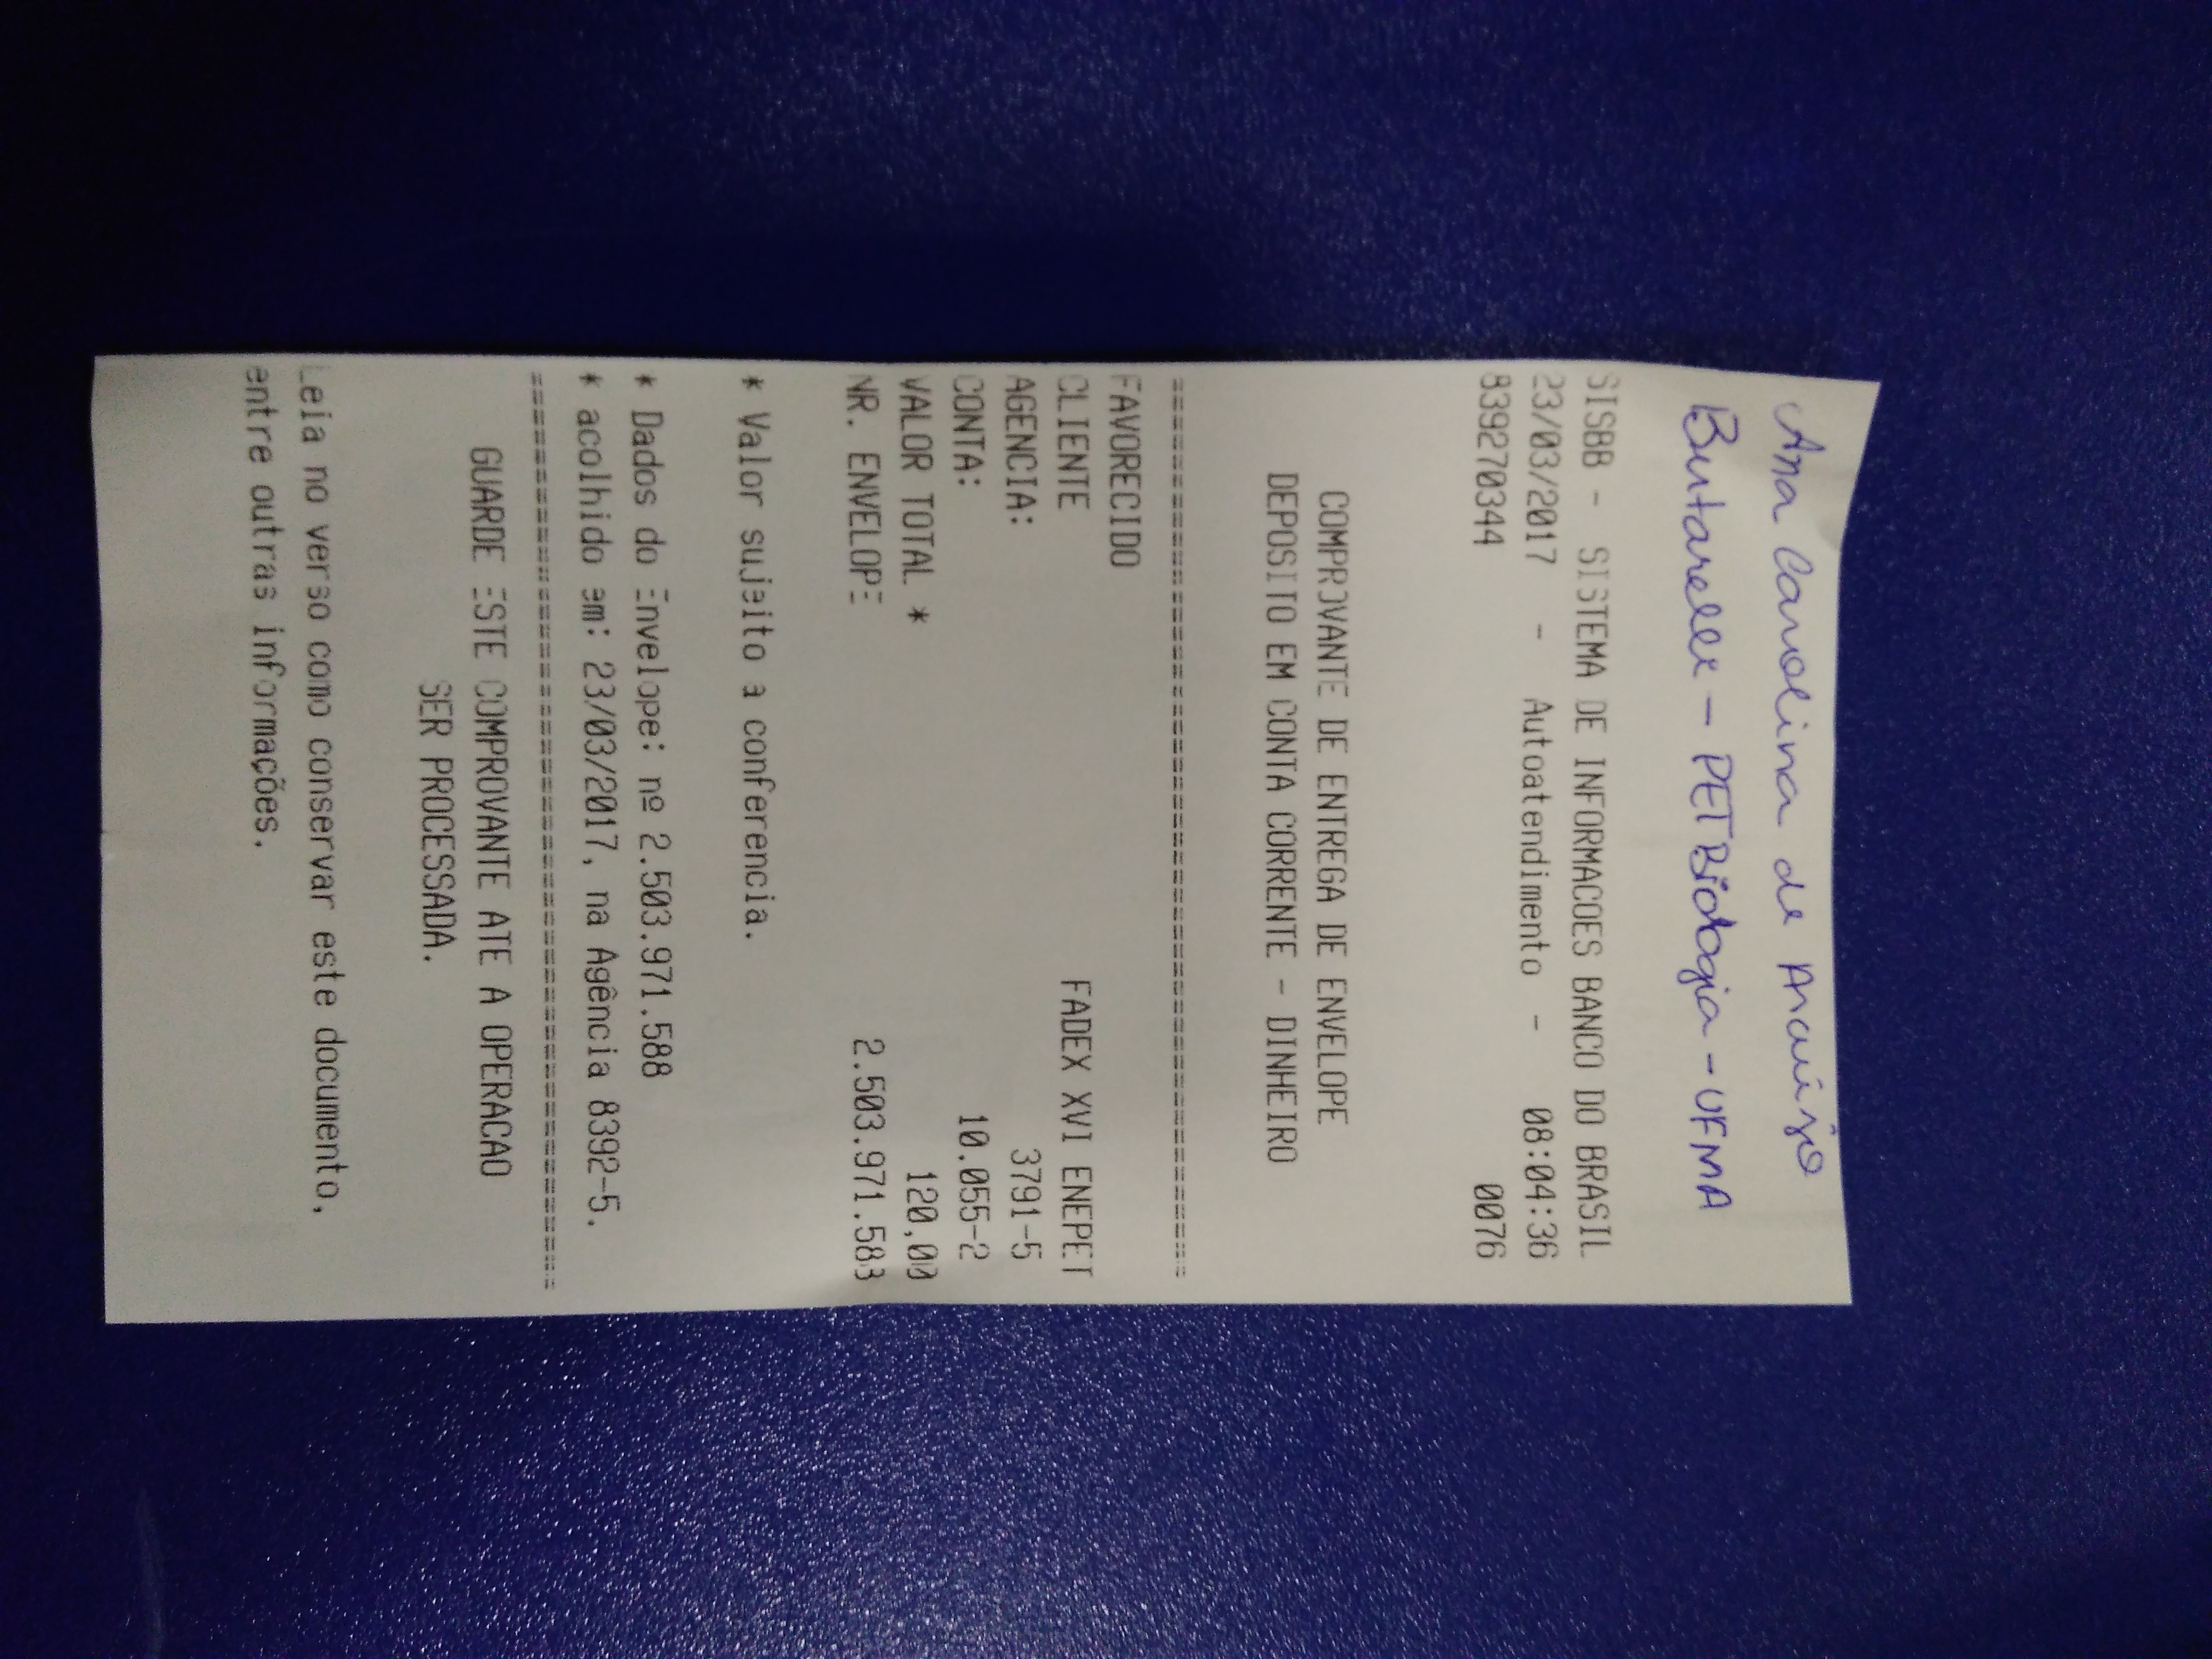 Ana Carolina de Araújo
Butarelli - PET Biologia - UFMA
SISBB - SISTEMA DE INFORMACOES BANCO DO BRASIL
23/03/2017 - Autoatendimento - 08:04:36
839270344 0076
COMPROVANTE DE ENTREGA DE ENVELOPE
DEPOSITO EM CONTA CORRENTE - DINHEIRO
================================================
FAVORECIDO
CLIENTE FADEX XVI ENEPET
AGENCIA: 3791-5
CONTA: 10.055-2
VALOR TOTAL * 120,00
NR. ENVELOPE 2.503.971.588
* Valor sujeito a conferencia.
* Dados do Envelope: nº 2.503.971.588
* acolhido em: 23/03/2017, na Agência 8392-5.
================================================
GUARDE ESTE COMPROVANTE ATE A OPERACAO
SER PROCESSADA.
Leia no verso como conservar este documento,
entre outras informações.